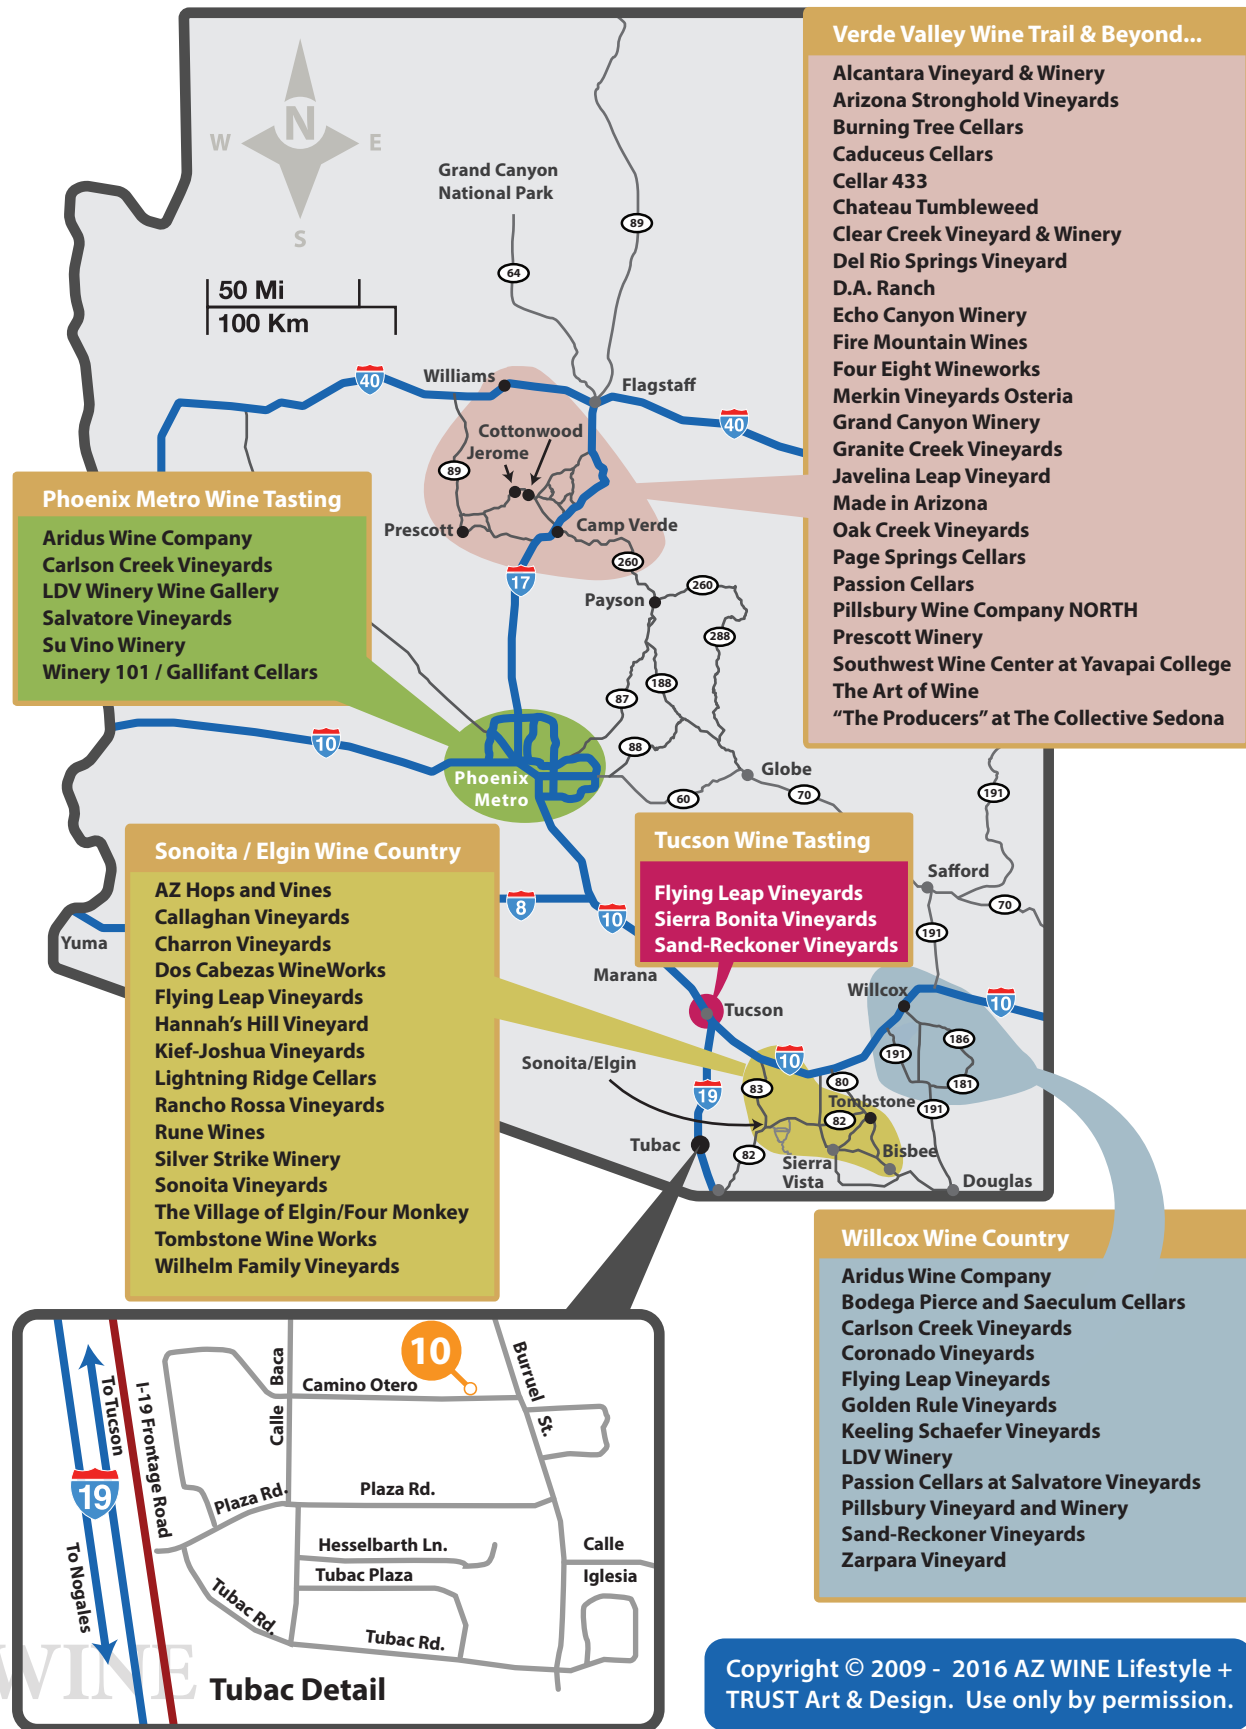 Verde Valley Wine Trail & Beyond...
Alcantara Vineyard & Winery
Arizona Stronghold Vineyards
Burning Tree Cellars
Caduceus Cellars
Cellar 433
Chateau Tumbleweed
Clear Creek Vineyard & Winery
Del Rio Springs Vineyard
D.A. Ranch
Echo Canyon Winery
Fire Mountain Wines
Four Eight Wineworks
Merkin Vineyards Osteria
Grand Canyon Winery
Granite Creek Vineyards
Javelina Leap Vineyard
Made in Arizona
Oak Creek Vineyards
Page Springs Cellars
Passion Cellars
Pillsbury Wine Company NORTH
Prescott Winery
Southwest Wine Center at Yavapai College
The Art of Wine
“The Producers” at The Collective Sedona
N
W
E
S
50 Mi
100 Km
Grand Canyon
National Park
89
64
40
Williams
Flagstaff
40
Cottonwood
Jerome
89
Prescott
Camp Verde
260
17
Payson
260
288
188
87
88
Globe
60
70
191
Phoenix Metro Wine Tasting
Aridus Wine Company
Carlson Creek Vineyards
LDV Winery Wine Gallery
Salvatore Vineyards
Su Vino Winery
Winery 101 / Gallifant Cellars
10
Phoenix
Metro
Sonoita / Elgin Wine Country
AZ Hops and Vines
Callaghan Vineyards
Charron Vineyards
Dos Cabezas WineWorks
Flying Leap Vineyards
Hannah’s Hill Vineyard
Kief-Joshua Vineyards
Lightning Ridge Cellars
Rancho Rossa Vineyards
Rune Wines
Silver Strike Winery
Sonoita Vineyards
The Village of Elgin/Four Monkey
Tombstone Wine Works
Wilhelm Family Vineyards
Tucson Wine Tasting
Flying Leap Vineyards
Sierra Bonita Vineyards
Sand-Reckoner Vineyards
Safford
70
191
Yuma
8
10
Marana
Tucson
Willcox
10
186
191
181
191
Sonoita/Elgin
10
19
83
80
Tombstone
82
Tubac
82
Sierra
Vista
Bisbee
Douglas
Willcox Wine Country
Aridus Wine Company
Bodega Pierce and Saeculum Cellars
Carlson Creek Vineyards
Coronado Vineyards
Flying Leap Vineyards
Golden Rule Vineyards
Keeling Schaefer Vineyards
LDV Winery
Passion Cellars at Salvatore Vineyards
Pillsbury Vineyard and Winery
Sand-Reckoner Vineyards
Zarpara Vineyard
10
Calle Baca
Camino Otero
Burruel St.
To Tucson
I-19 Frontage Road
19
To Nogales
Plaza Rd.
Plaza Rd.
Hesselbarth Ln.
Tubac Plaza
Calle
Iglesia
Tubac Rd.
Tubac Rd.
WINE
Tubac Detail
Copyright © 2009 - 2016 AZ WINE Lifestyle +
TRUST Art & Design. Use only by permission.